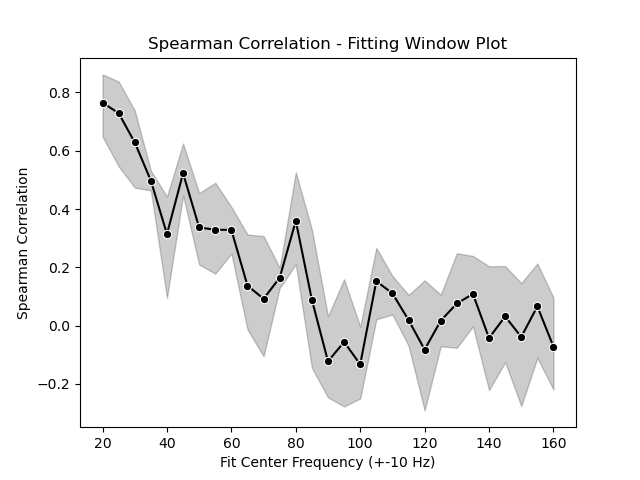 Spearman Correlation - Fitting Window Plot
Spearman Correlation
0.8
0.6
0.4
0.2
0.0
−0.2
20 40 60 80 100 120 140 160
Fit Center Frequency (+-10 Hz)